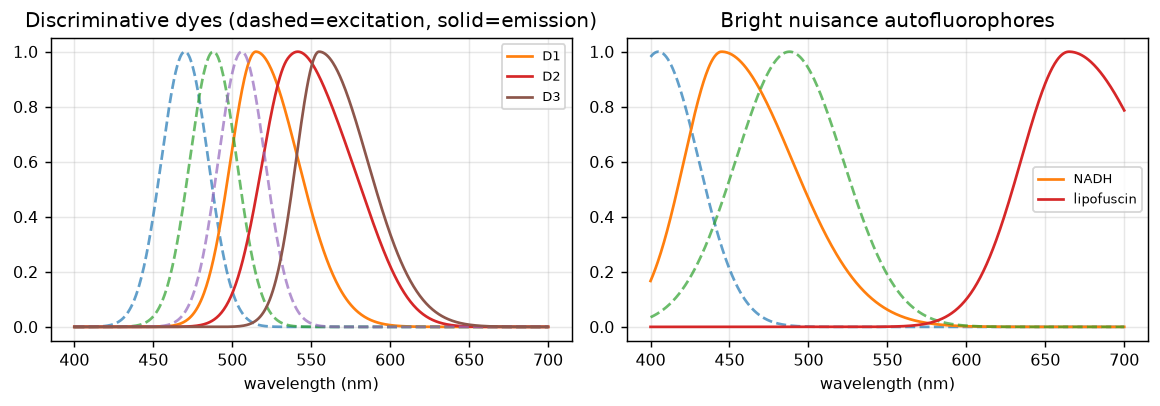 Discriminative dyes (dashed=excitation, solid=emission)
1.0
0.8
0.6
0.4
0.2
0.0
D1
D2
D3
400
450
500
550
600
650
700
wavelength (nm)
Bright nuisance autofluorophores
1.0
0.8
0.6
0.4
0.2
0.0
NADH
lipofuscin
400
450
500
550
600
650
700
wavelength (nm)